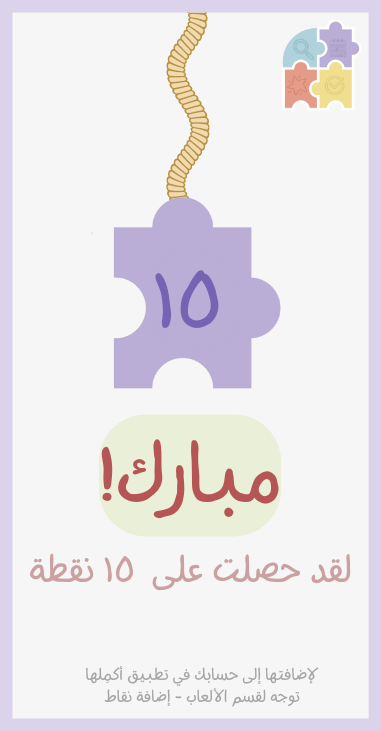 ١٥
مبارك!
لقد حصلت على ١٥ نقطة
لإضافتها إلى حسابك في تطبيق أكملها
توجه لقسم الألعاب - إضافة نقاط